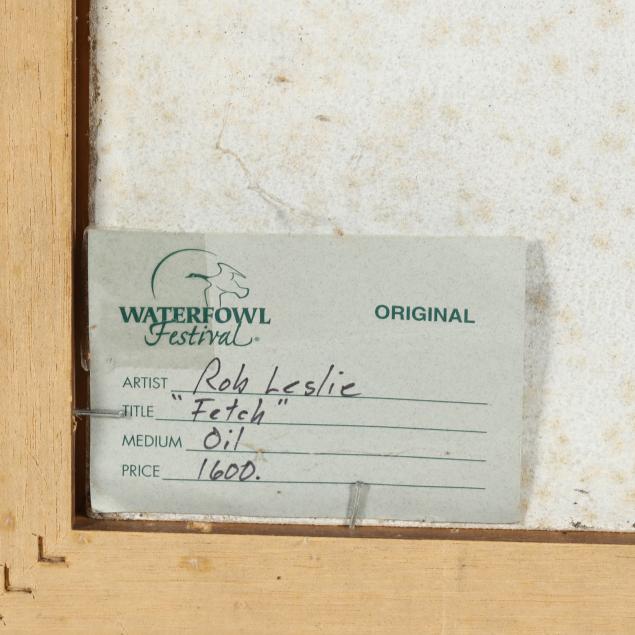 WATERFOWL
Festival®
ORIGINAL
ARTIST Rob Leslie
TITLE "Fetch"
MEDIUM Oil
PRICE 1600.